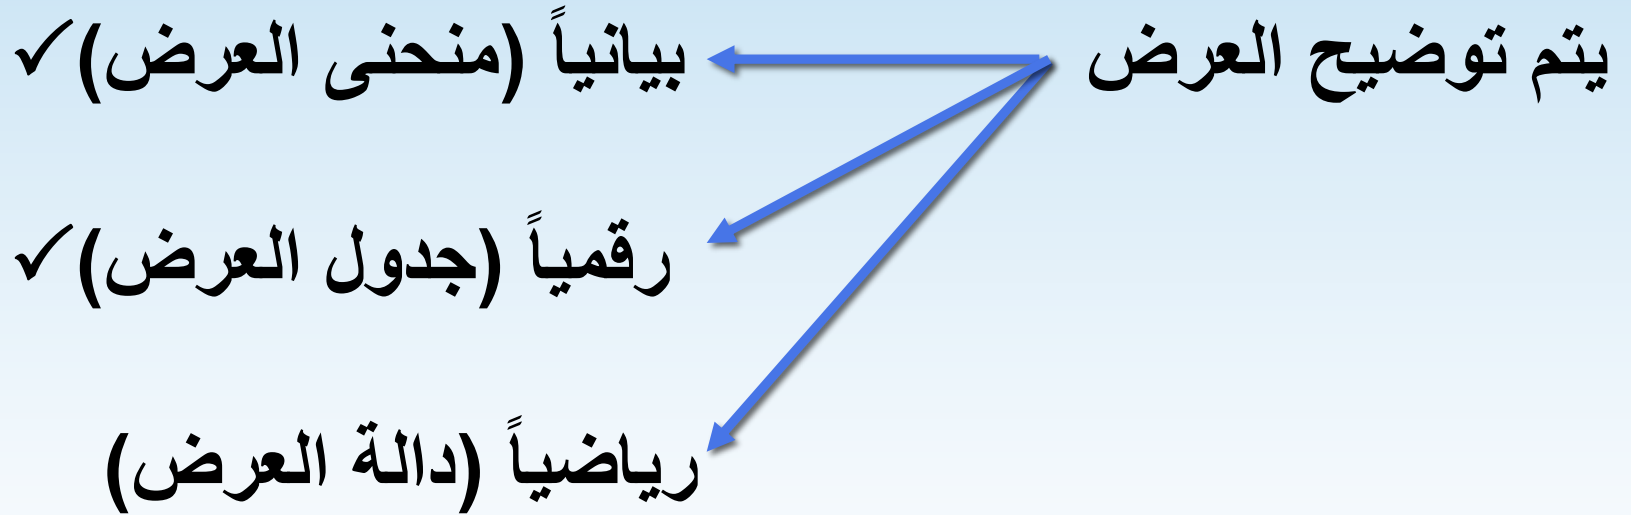 يتم توضيح العرض
بيانياً (منحنى العرض) ✓
رقمياً (جدول العرض) ✓
رياضياً (دالة العرض)